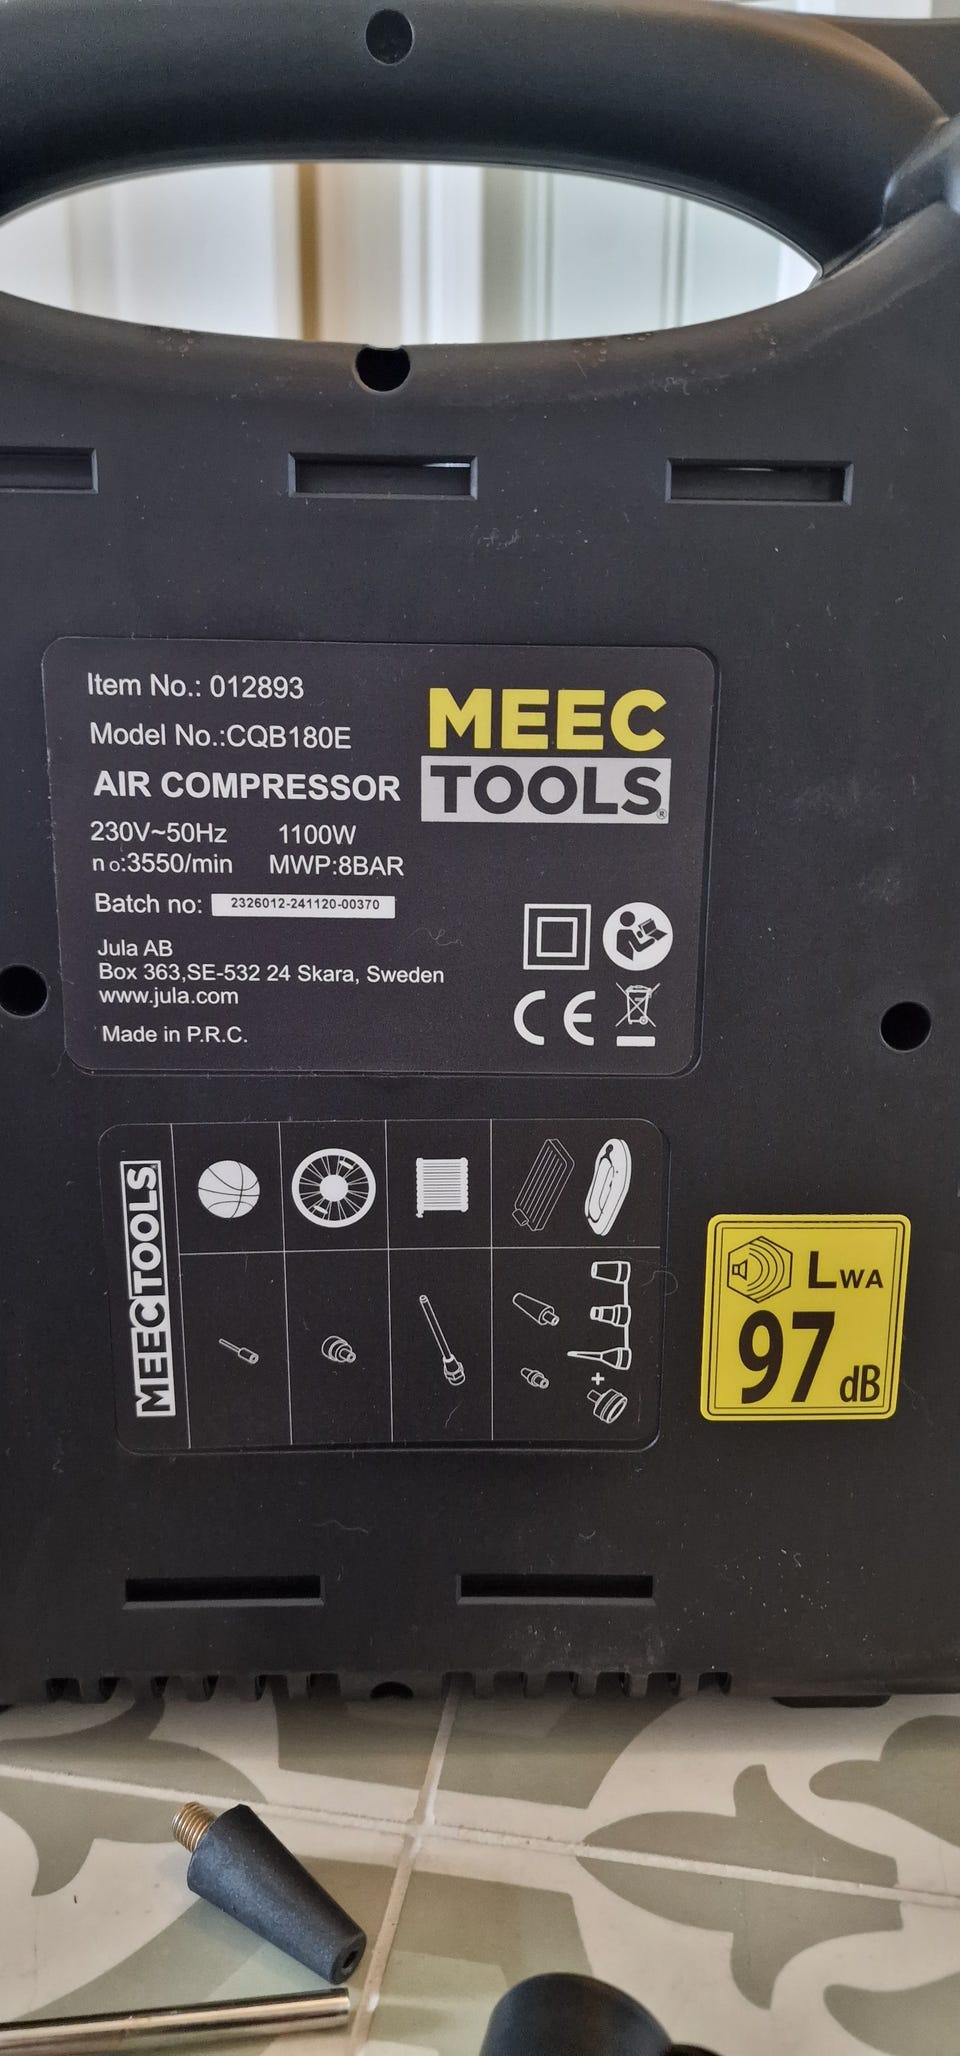 Item No.: 012893
Model No.:CQB180E
AIR COMPRESSOR
230V~50Hz 1100W
n o:3550/min MWP:8BAR
Batch no: 2326012-241120-00370
Jula AB
Box 363,SE-532 24 Skara, Sweden
www.jula.com
Made in P.R.C.
MEEC
TOOLS®
CE
MEEC TOOLS
LWA
97 dB